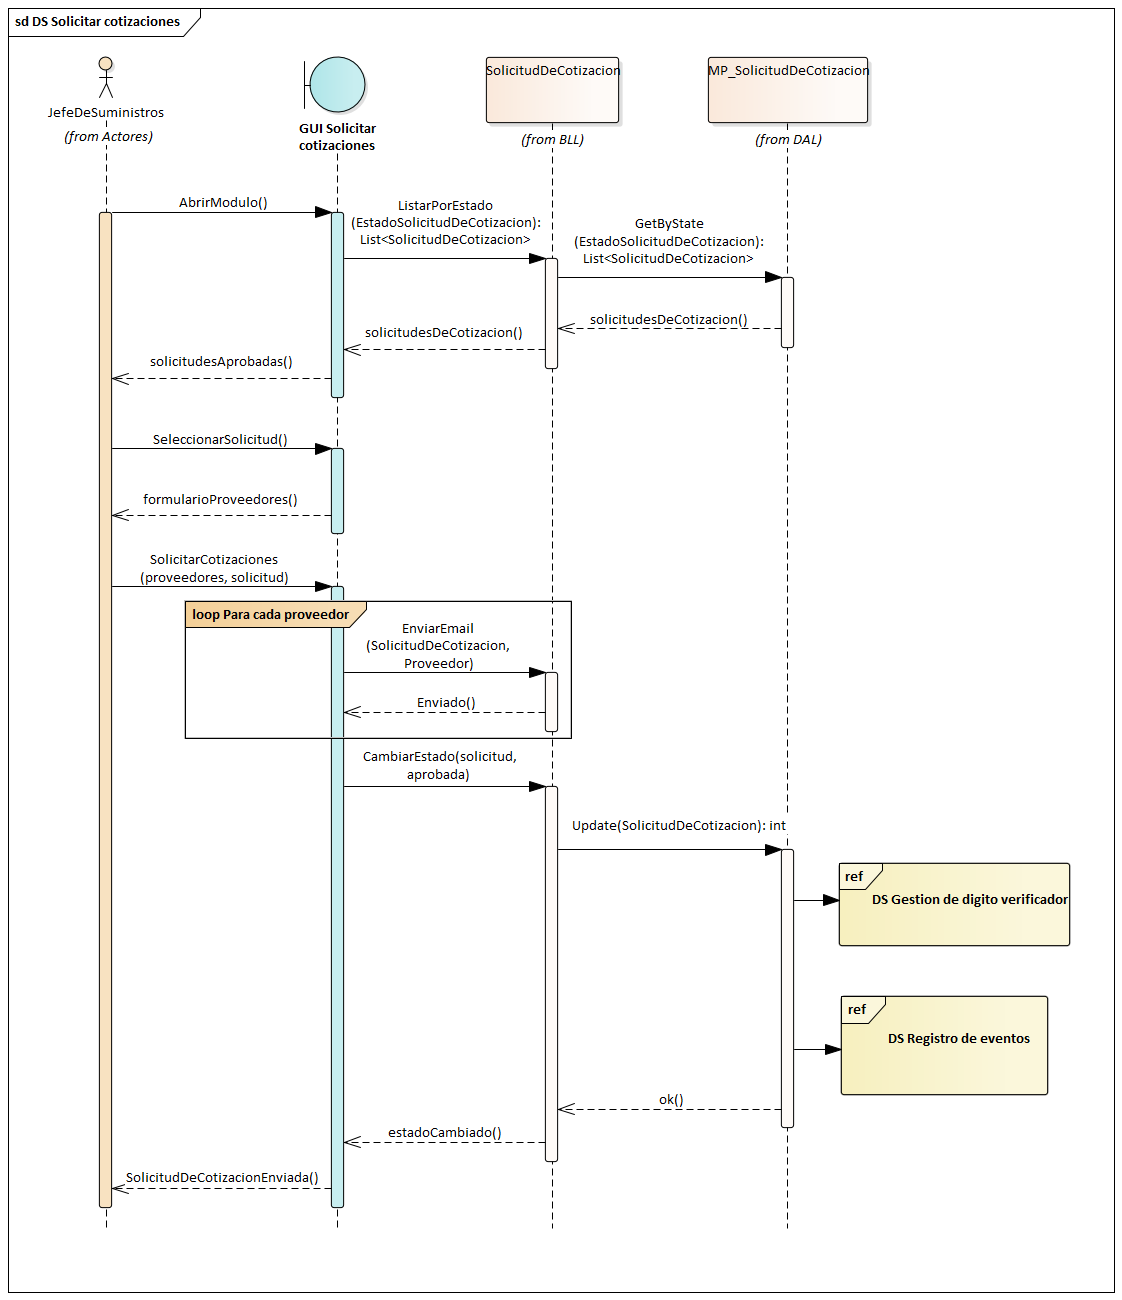 sd DS Solicitar cotizaciones
JefeDeSuministros
(from Actores)
GUI Solicitar
cotizaciones
SolicitudDeCotizacion
(from BLL)
MP_SolicitudDeCotizacion
(from DAL)
AbrirModulo()
ListarPorEstado
(EstadoSolicitudDeCotizacion):
List<SolicitudDeCotizacion>
GetByState
(EstadoSolicitudDeCotizacion):
List<SolicitudDeCotizacion>
solicitudesDeCotizacion()
solicitudesDeCotizacion()
solicitudesAprobadas()
SeleccionarSolicitud()
formularioProveedores()
SolicitarCotizaciones
(proveedores, solicitud)
loop Para cada proveedor
EnviarEmail
(SolicitudDeCotizacion,
Proveedor)
Enviado()
CambiarEstado(solicitud,
aprobada)
Update(SolicitudDeCotizacion): int
ref
DS Gestion de digito verificador
ref
DS Registro de eventos
ok()
estadoCambiado()
SolicitudDeCotizacionEnviada()